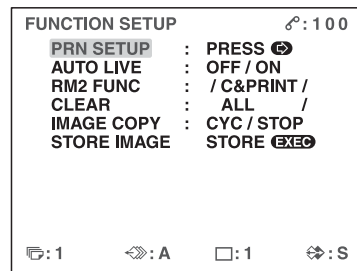 FUNCTION SETUP :100
PRN SETUP : PRESS
AUTO LIVE : OFF / ON
RM2 FUNC : / C&PRINT /
CLEAR : ALL /
IMAGE COPY : CYC / STOP
STORE IMAGE STORE EXEC
:1 :A :1 :S